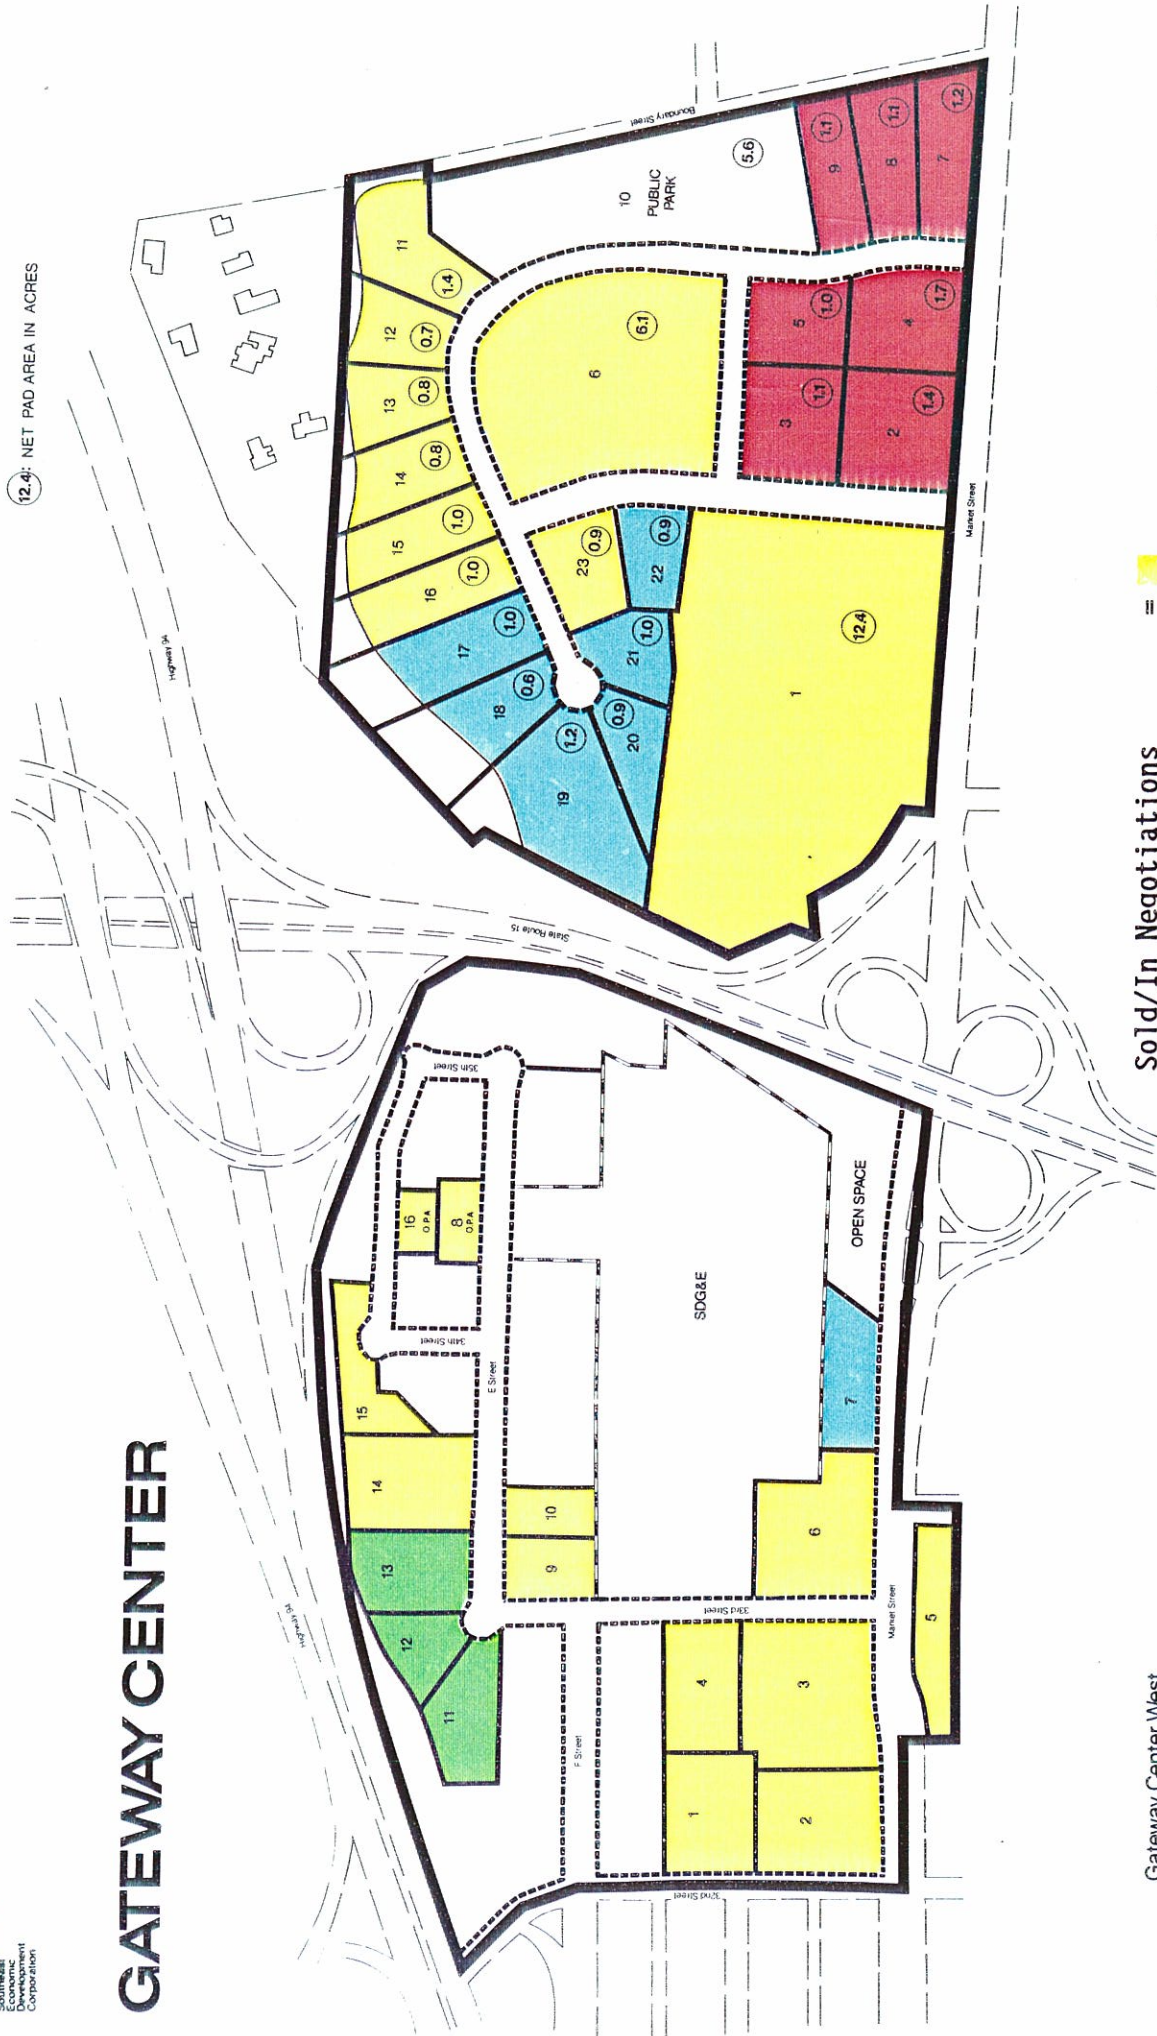 Southeast
Economic
Development
Corporation
GATEWAY CENTER
12.4 : NET PAD AREA IN ACRES
Highway 94
Highway 94
State Route 15
Boundary Street
Market Street
Market Street
32nd Street
33rd Street
34th Street
35th Street
E Street
F Street
SDG&E
OPEN SPACE
1
2
3
4
5
6
7
8
O.P.A
9
10
11
12
13
14
15
16
O.P.A
1
12.4
2
1.4
3
1.1
4
1.7
5
1.0
6
6.1
7
1.2
8
1.1
9
1.1
10
PUBLIC
PARK
5.6
11
1.4
12
0.7
13
0.8
14
0.8
15
1.0
16
1.0
17
1.0
18
0.6
19
1.2
20
0.9
21
1.0
22
0.9
23
0.9
Gateway Center West
Sold/In Negotiations =